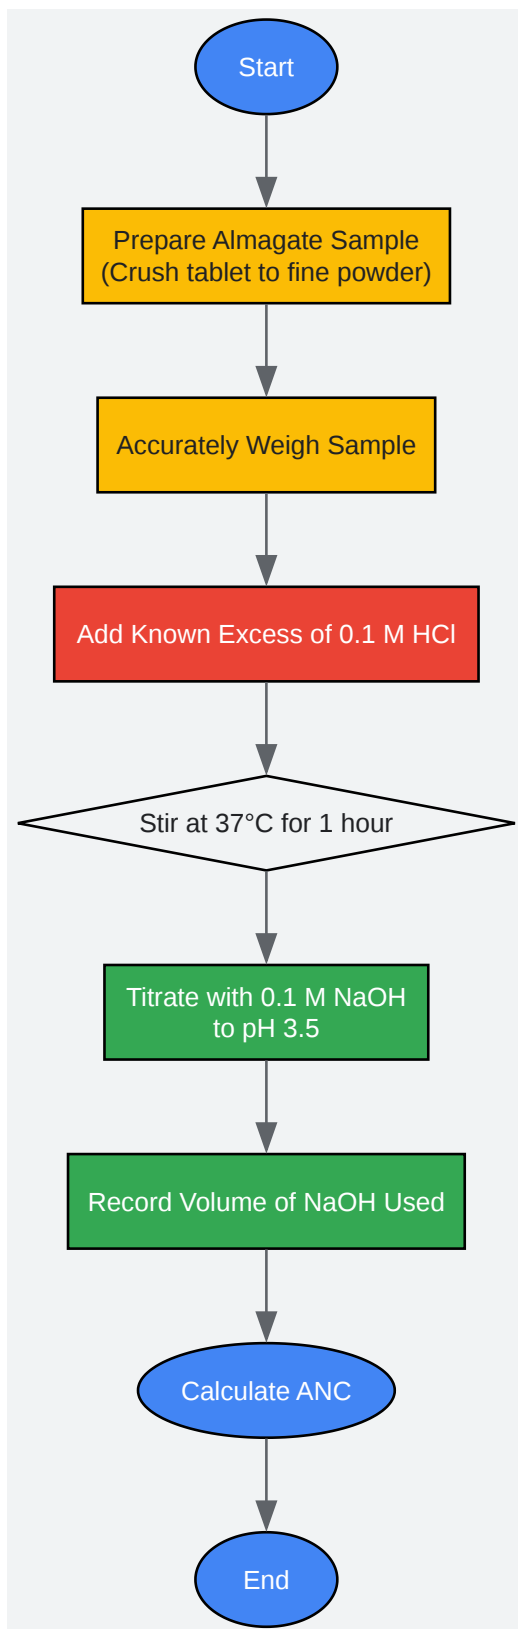 Start
Prepare Almagate Sample
(Crush tablet to fine powder)
Accurately Weigh Sample
Add Known Excess of 0.1 M HCl
Stir at 37°C for 1 hour
Titrate with 0.1 M NaOH
to pH 3.5
Record Volume of NaOH Used
Calculate ANC
End